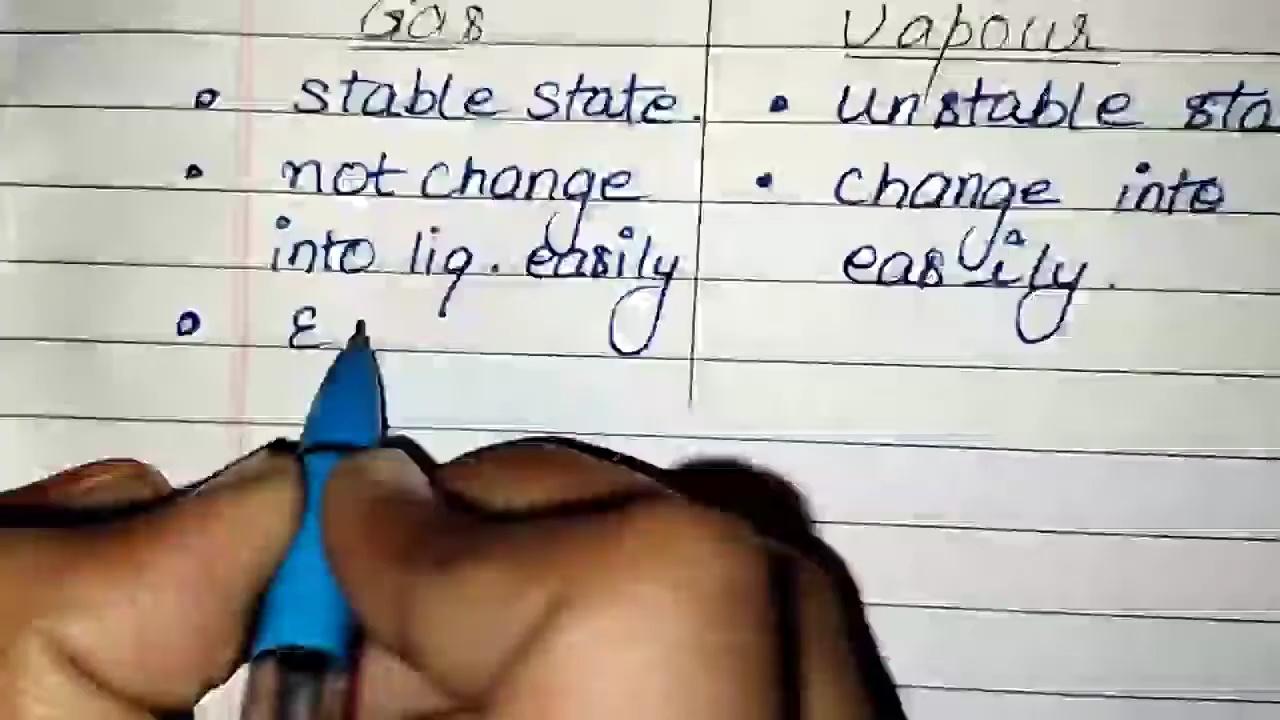 Gas
Vapour
• stable state.
• not change
into liq. easily
• E
• unstable sta
• change into
easily.